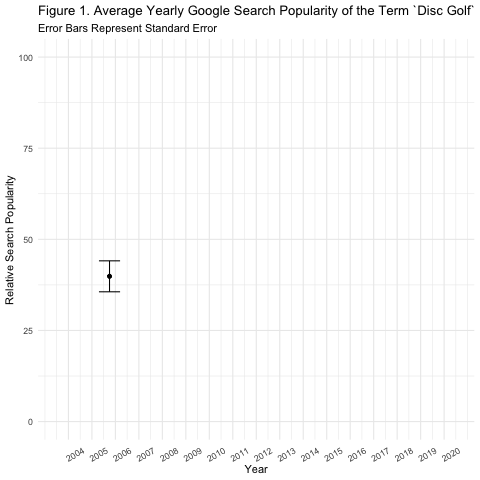 Figure 1. Average Yearly Google Search Popularity of the Term `Disc Golf`
Error Bars Represent Standard Error
100
75
50
25
0
Relative Search Popularity
2004 2005 2006 2007 2008 2009 2010 2011 2012 2013 2014 2015 2016 2017 2018 2019 2020
Year